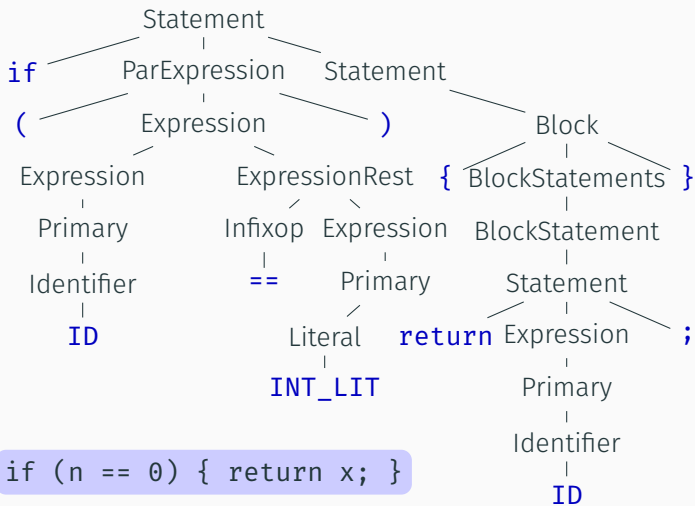 Statement
if ParExpression Statement
( Expression ) Block
Expression ExpressionRest { BlockStatements }
Primary Infixop Expression BlockStatement
Identifier == Primary Statement
ID Literal return Expression ;
INT_LIT Primary
Identifier
if (n == 0) { return x; }
ID